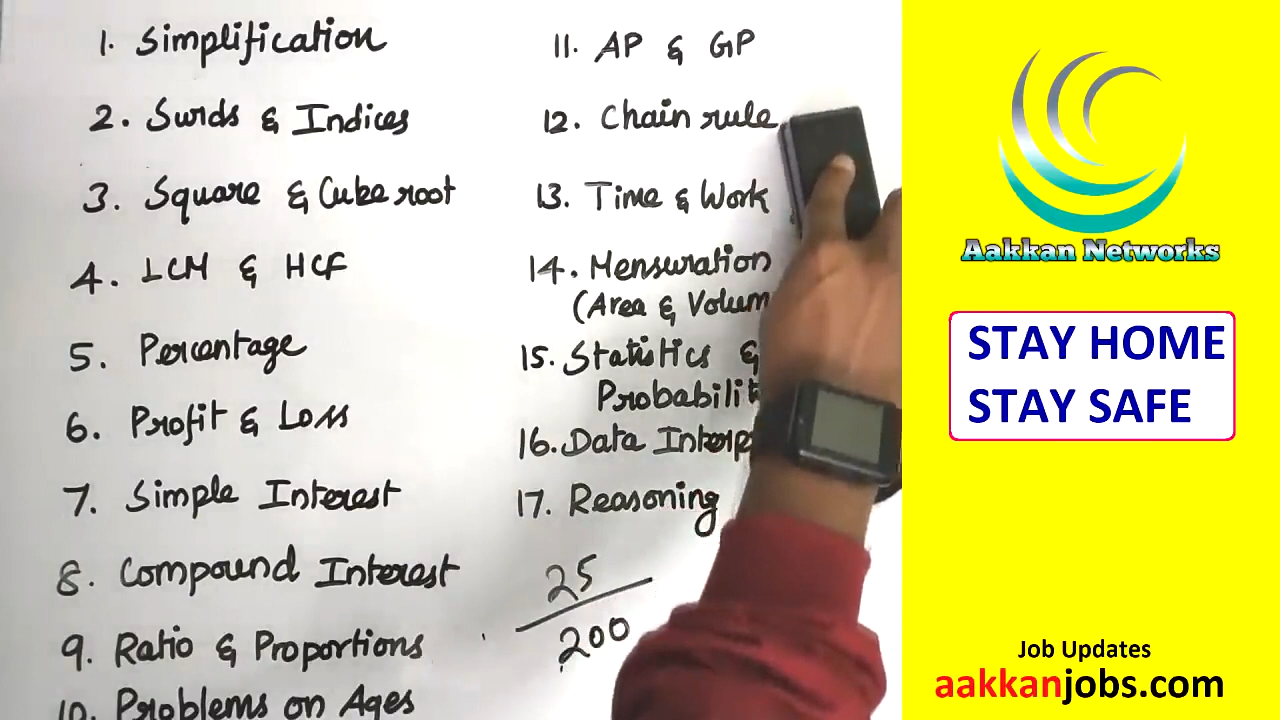 1. Simplification
2. Surds & Indices
3. Square & Cube root
4. LCM & HCF
5. Percentage
6. Profit & Loss
7. Simple Interest
8. Compound Interest
9. Ratio & Proportions
10. Problems on Ages
11. AP & GP
12. Chain rule
13. Time & Work
14. Mensuration
(Area & Volum
15. Statistics &
Probabilit
16. Data Interp
17. Reasoning
25
200
Aakkan Networks
STAY HOME
STAY SAFE
Job Updates
aakkanjobs.com